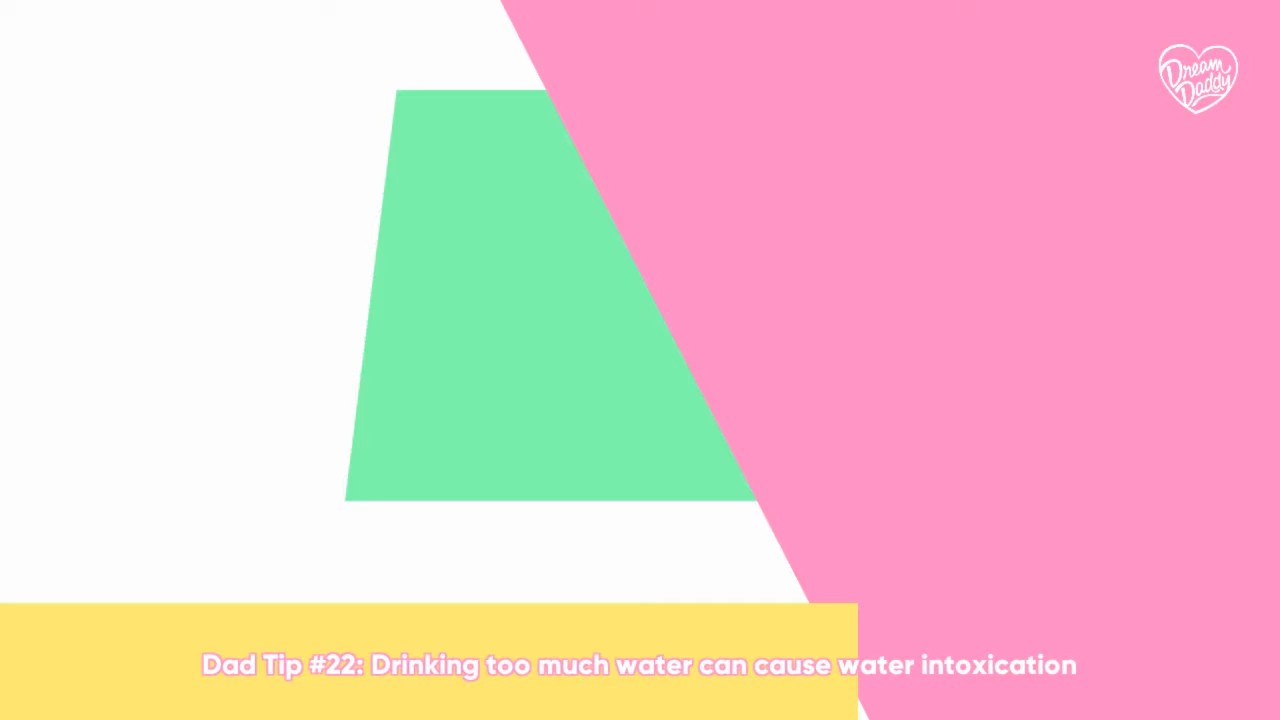 Dream
Daddy
Dad Tip #22: Drinking too much water can cause water intoxication